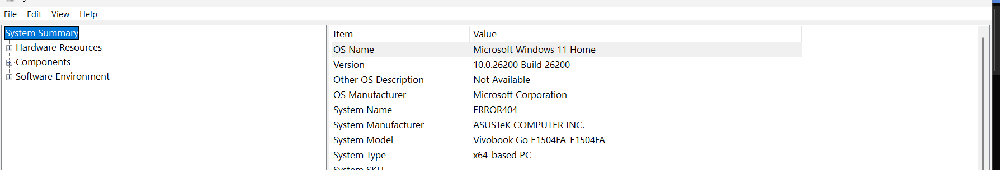 File Edit View Help
System Summary
Hardware Resources
Components
Software Environment
Item Value
OS Name Microsoft Windows 11 Home
Version 10.0.26200 Build 26200
Other OS Description Not Available
OS Manufacturer Microsoft Corporation
System Name ERROR404
System Manufacturer ASUSTeK COMPUTER INC.
System Model Vivobook Go E1504FA_E1504FA
System Type x64-based PC
System SKU